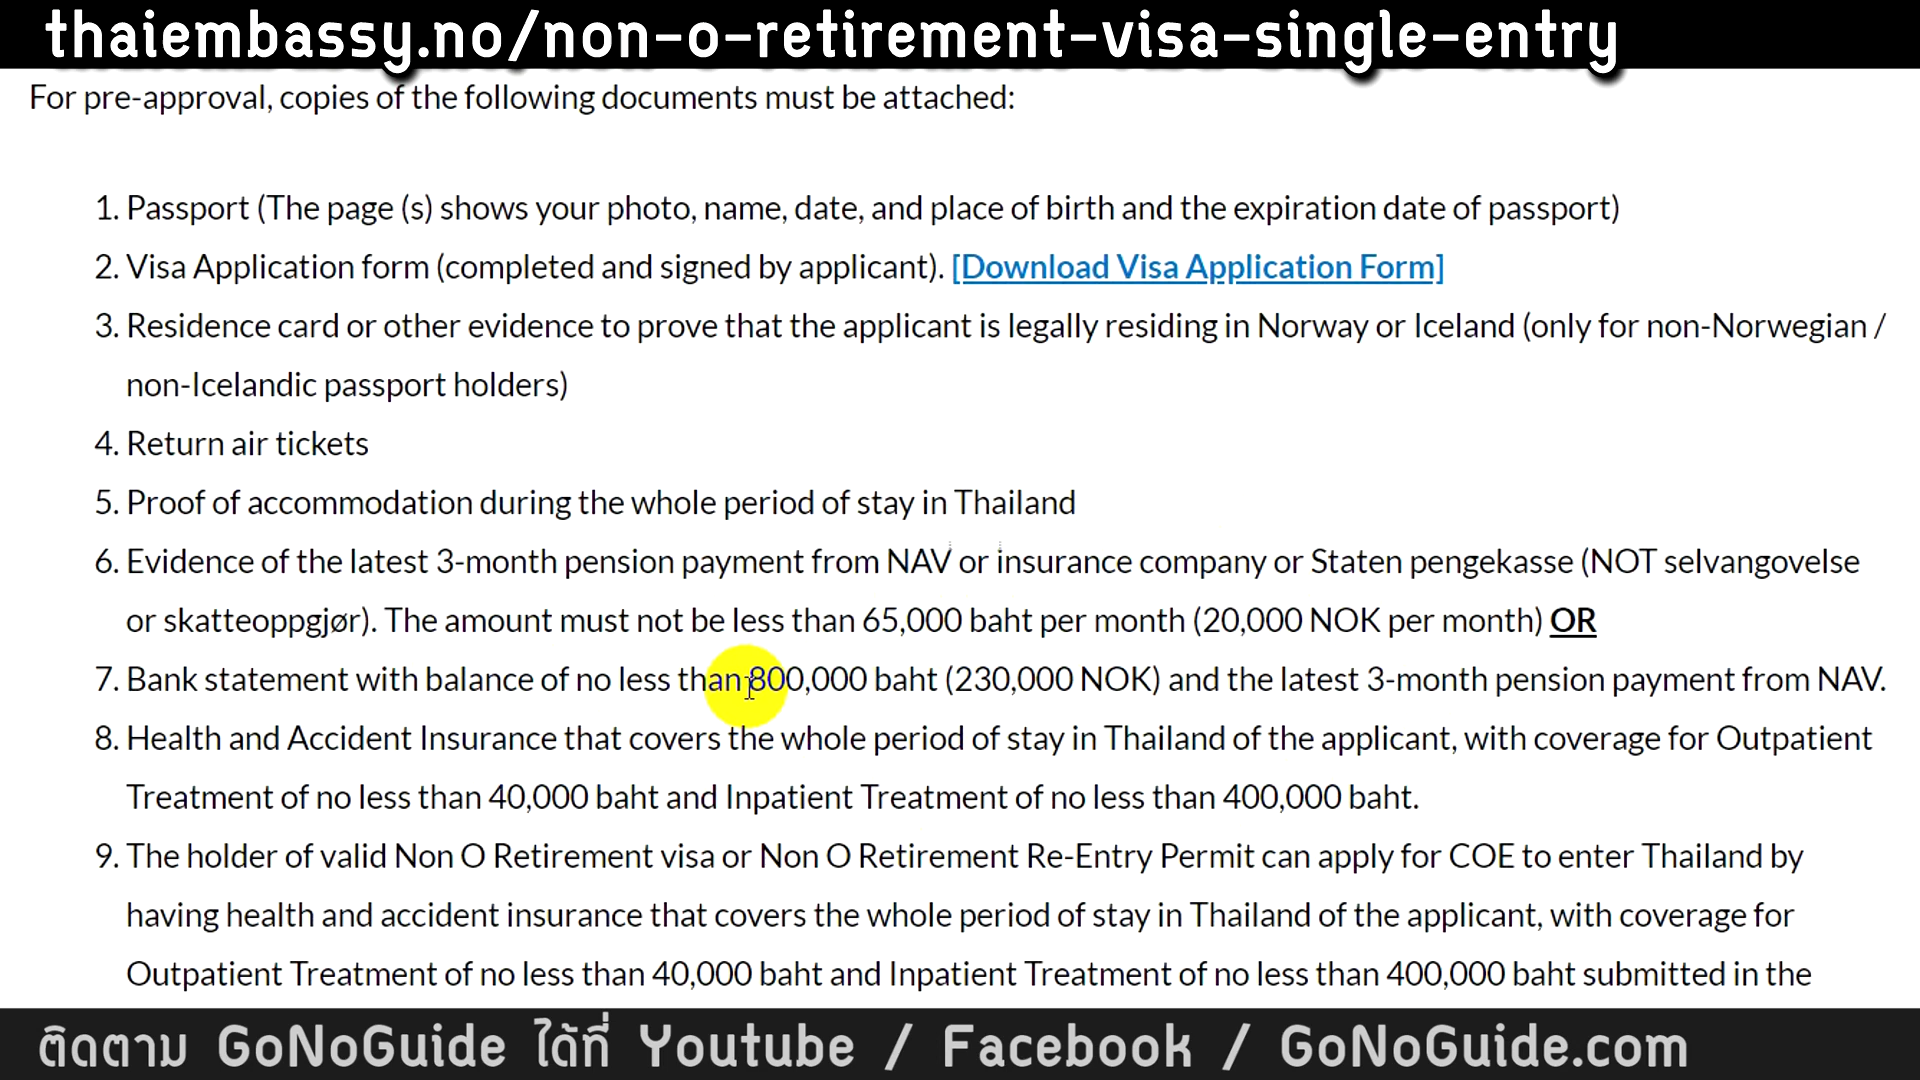 thaiembassy.no/non-o-retirement-visa-single-entry
For pre-approval, copies of the following documents must be attached:
1. Passport (The page (s) shows your photo, name, date, and place of birth and the expiration date of passport)
2. Visa Application form (completed and signed by applicant). [Download Visa Application Form]
3. Residence card or other evidence to prove that the applicant is legally residing in Norway or Iceland (only for non-Norwegian /
non-Icelandic passport holders)
4. Return air tickets
5. Proof of accommodation during the whole period of stay in Thailand
6. Evidence of the latest 3-month pension payment from NAV or insurance company or Staten pengekasse (NOT selvangovelse
or skatteoppgjør). The amount must not be less than 65,000 baht per month (20,000 NOK per month) OR
7. Bank statement with balance of no less than 800,000 baht (230,000 NOK) and the latest 3-month pension payment from NAV.
8. Health and Accident Insurance that covers the whole period of stay in Thailand of the applicant, with coverage for Outpatient
Treatment of no less than 40,000 baht and Inpatient Treatment of no less than 400,000 baht.
9. The holder of valid Non O Retirement visa or Non O Retirement Re-Entry Permit can apply for COE to enter Thailand by
having health and accident insurance that covers the whole period of stay in Thailand of the applicant, with coverage for
Outpatient Treatment of no less than 40,000 baht and Inpatient Treatment of no less than 400,000 baht submitted in the
ติดตาม GoNoGuide ได้ที่ Youtube / Facebook / GoNoGuide.com